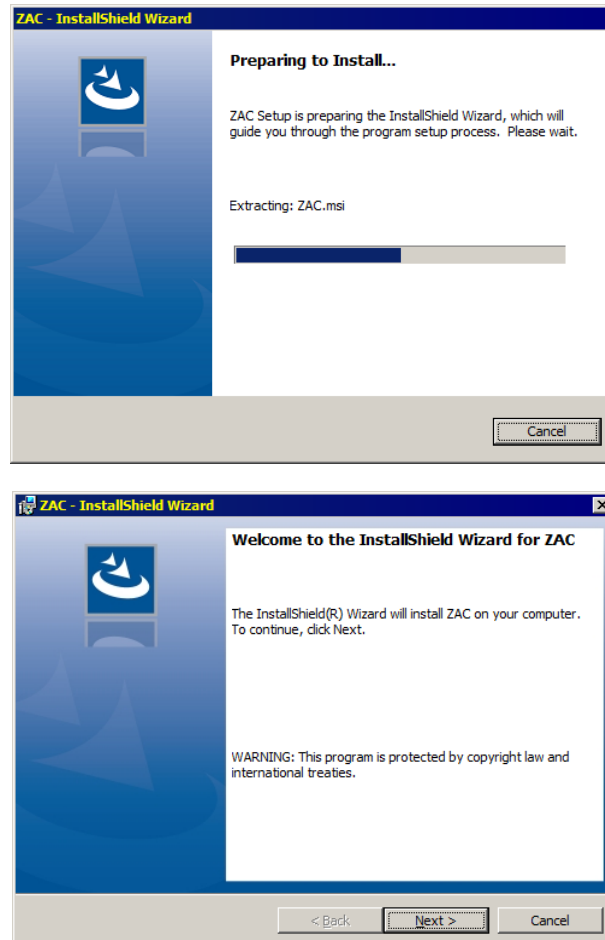 ZAC - InstallShield Wizard
Preparing to Install...
ZAC Setup is preparing the InstallShield Wizard, which will
guide you through the program setup process.  Please wait.
Extracting: ZAC.msi
Cancel
ZAC - InstallShield Wizard
Welcome to the InstallShield Wizard for ZAC
The InstallShield(R) Wizard will install ZAC on your computer.
To continue, click Next.
WARNING: This program is protected by copyright law and
international treaties.
< Back Next > Cancel